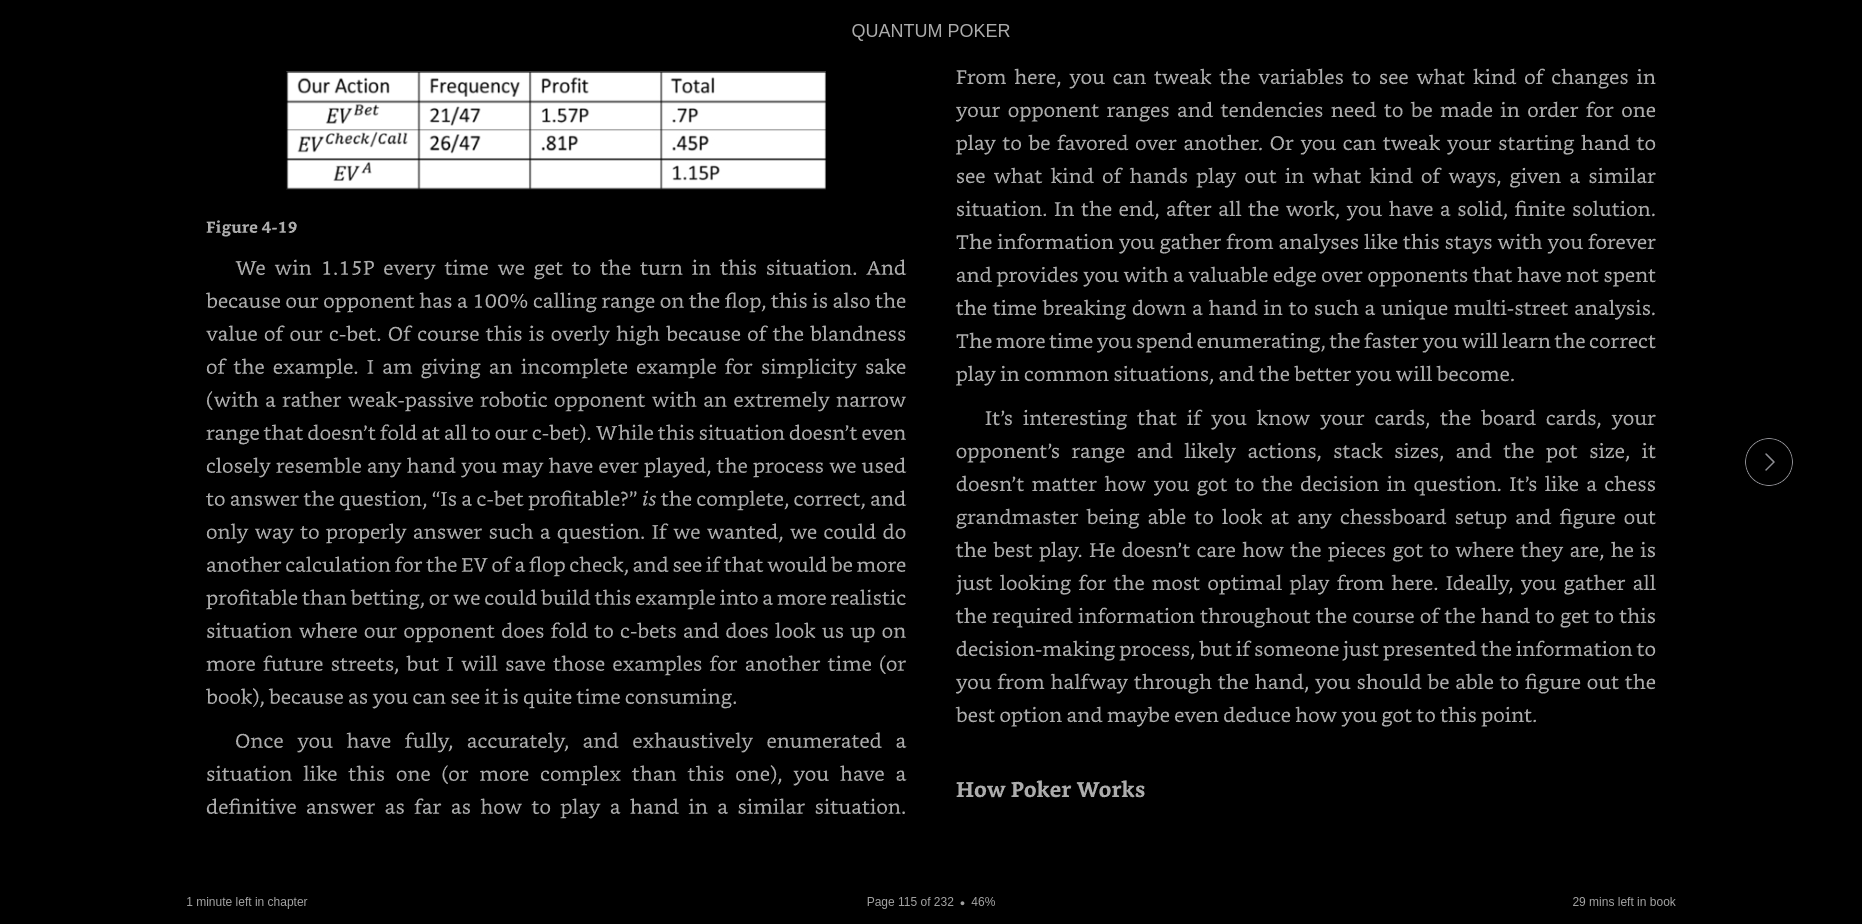 QUANTUM POKER
Our Action Frequency Profit Total
EV^Bet 21/47 1.57P .7P
EV^Check/Call 26/47 .81P .45P
EV^A 1.15P
Figure 4-19
We win 1.15P every time we get to the turn in this situation. And
because our opponent has a 100% calling range on the flop, this is also the
value of our c-bet. Of course this is overly high because of the blandness
of the example. I am giving an incomplete example for simplicity sake
(with a rather weak-passive robotic opponent with an extremely narrow
range that doesn’t fold at all to our c-bet). While this situation doesn’t even
closely resemble any hand you may have ever played, the process we used
to answer the question, “Is a c-bet profitable?” is the complete, correct, and
only way to properly answer such a question. If we wanted, we could do
another calculation for the EV of a flop check, and see if that would be more
profitable than betting, or we could build this example into a more realistic
situation where our opponent does fold to c-bets and does look us up on
more future streets, but I will save those examples for another time (or
book), because as you can see it is quite time consuming.
Once you have fully, accurately, and exhaustively enumerated a
situation like this one (or more complex than this one), you have a
definitive answer as far as how to play a hand in a similar situation.
From here, you can tweak the variables to see what kind of changes in
your opponent ranges and tendencies need to be made in order for one
play to be favored over another. Or you can tweak your starting hand to
see what kind of hands play out in what kind of ways, given a similar
situation. In the end, after all the work, you have a solid, finite solution.
The information you gather from analyses like this stays with you forever
and provides you with a valuable edge over opponents that have not spent
the time breaking down a hand in to such a unique multi-street analysis.
The more time you spend enumerating, the faster you will learn the correct
play in common situations, and the better you will become.
It’s interesting that if you know your cards, the board cards, your
opponent’s range and likely actions, stack sizes, and the pot size, it
doesn’t matter how you got to the decision in question. It’s like a chess
grandmaster being able to look at any chessboard setup and figure out
the best play. He doesn’t care how the pieces got to where they are, he is
just looking for the most optimal play from here. Ideally, you gather all
the required information throughout the course of the hand to get to this
decision-making process, but if someone just presented the information to
you from halfway through the hand, you should be able to figure out the
best option and maybe even deduce how you got to this point.
How Poker Works
1 minute left in chapter
Page 115 of 232 • 46%
29 mins left in book